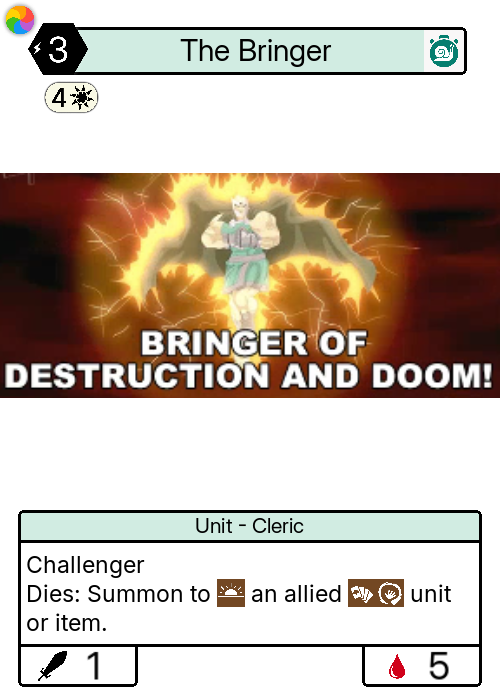 3
The Bringer
4
BRINGER OF
DESTRUCTION AND DOOM!
Unit - Cleric
Challenger
Dies: Summon to an allied unit
or item.
1
5